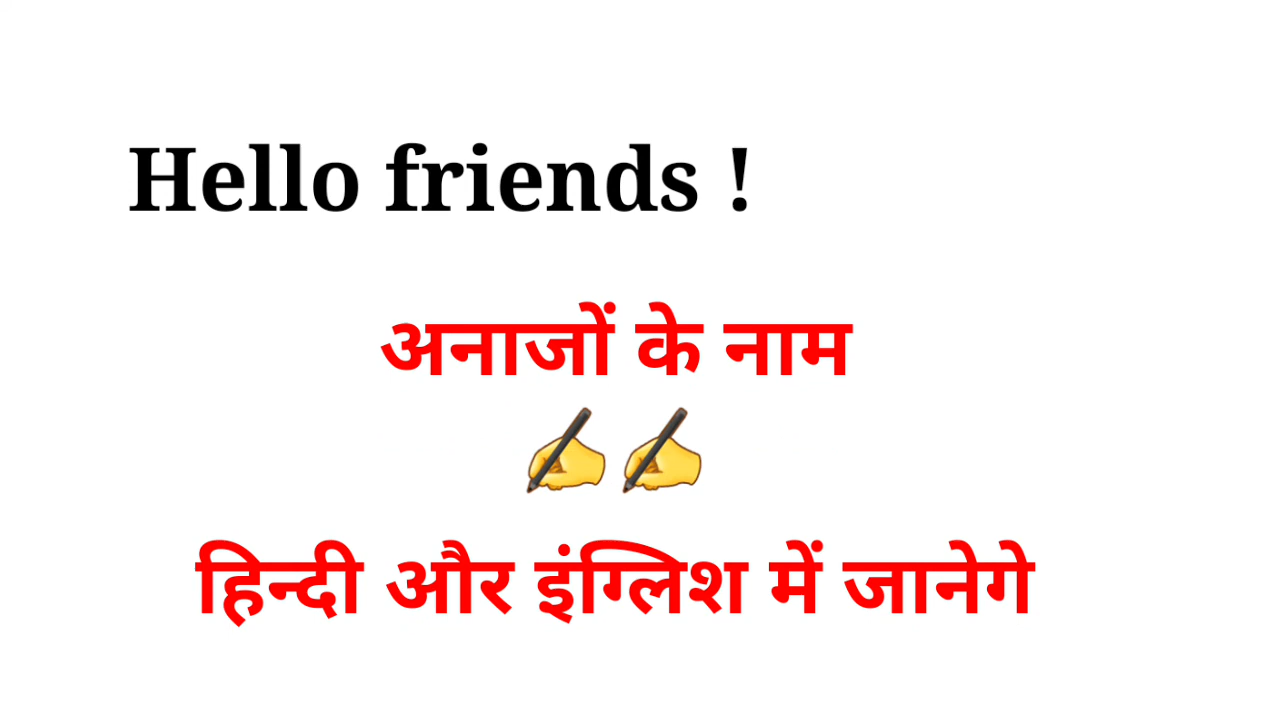 Hello friends !
अनाजों के नाम
✍️✍️
हिन्दी और इंग्लिश में जानेगे